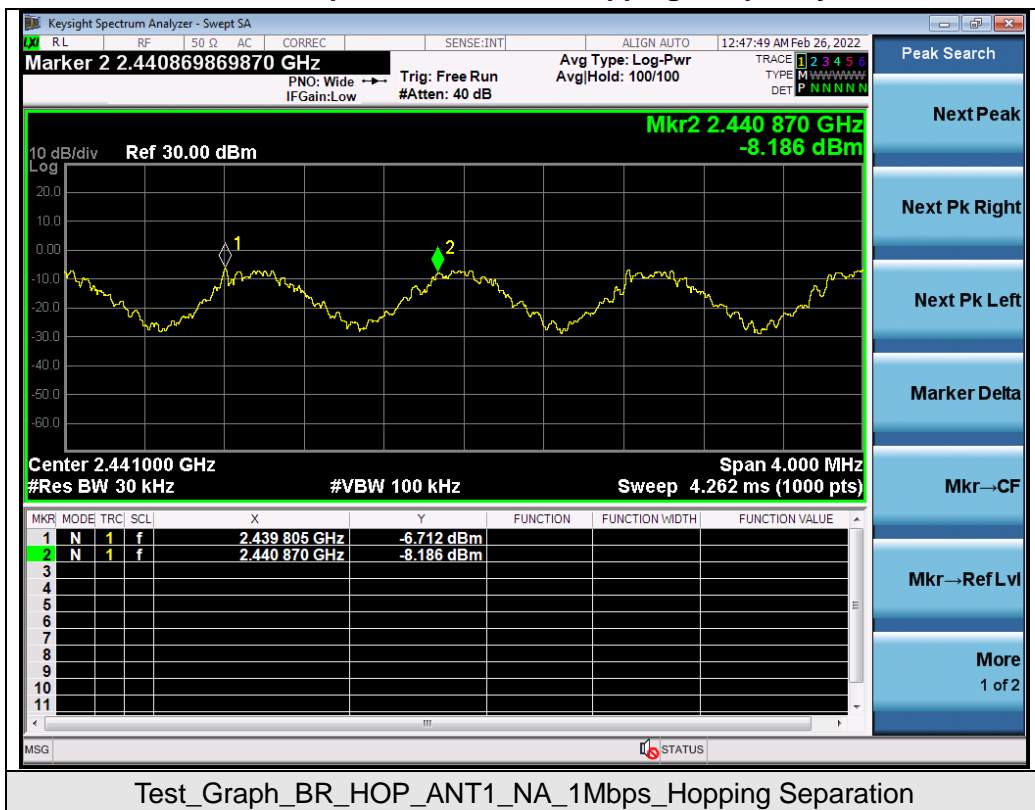 Keysight Spectrum Analyzer - Swept SA
LXI RL RF 50 Ω AC CORREC SENSE:INT ALIGN AUTO 12:47:49 AM Feb 26, 2022
Marker 2 2.440869869870 GHz
PNO: Wide
IFGain:Low
Trig: Free Run
#Atten: 40 dB
Avg Type: Log-Pwr
Avg|Hold: 100/100
TRACE 1 2 3 4 5 6
TYPE M WWWWW
DET P N N N N N
Mkr2 2.440 870 GHz
-8.186 dBm
10 dB/div Ref 30.00 dBm
Log
20.0
10.0
0.00
-10.0
-20.0
-30.0
-40.0
-50.0
-60.0
1
2
Center 2.441000 GHz Span 4.000 MHz
#Res BW 30 kHz #VBW 100 kHz Sweep 4.262 ms (1000 pts)
MKR MODE TRC SCL X Y FUNCTION FUNCTION WIDTH FUNCTION VALUE
1 N 1 f 2.439 805 GHz -6.712 dBm
2 N 1 f 2.440 870 GHz -8.186 dBm
3
4
5
6
7
8
9
10
11
MSG STATUS
Peak Search
Next Peak
Next Pk Right
Next Pk Left
Marker Delta
Mkr→CF
Mkr→Ref Lvl
More
1 of 2
Test_Graph_BR_HOP_ANT1_NA_1Mbps_Hopping Separation